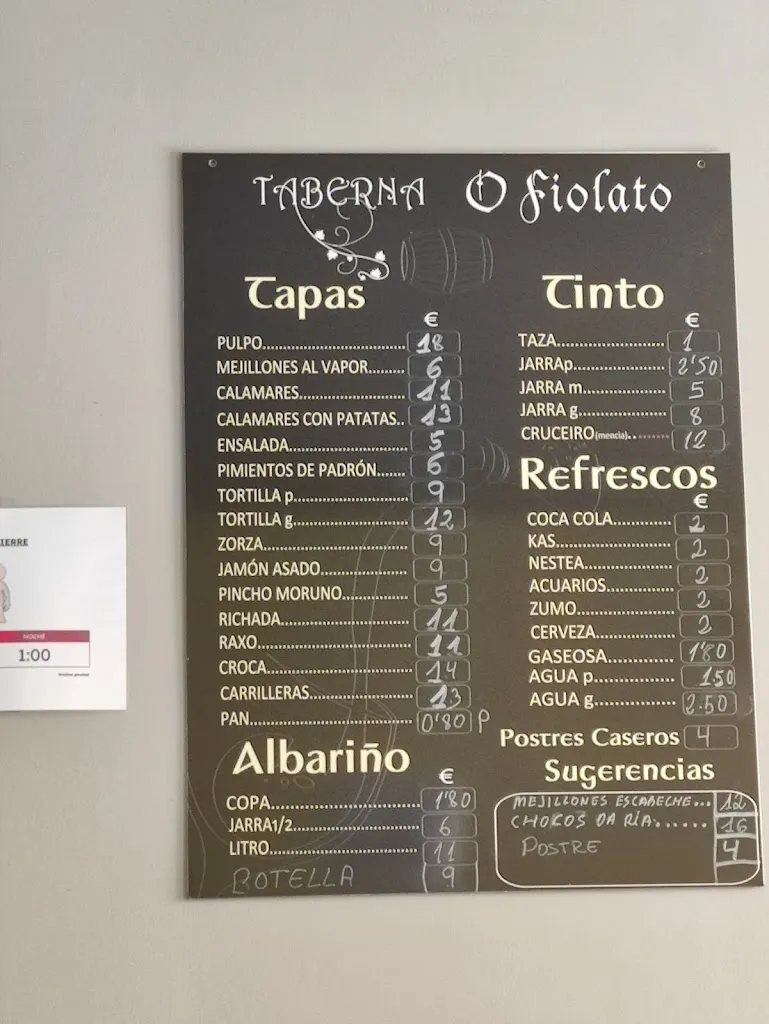 TABERNA O Fiolato
Tapas
€
PULPO 18
MEJILLONES AL VAPOR 6
CALAMARES 11
CALAMARES CON PATATAS 13
ENSALADA 5
PIMIENTOS DE PADRÓN 6
TORTILLA p 9
TORTILLA g 12
ZORZA 9
JAMÓN ASADO 9
PINCHO MORUNO 5
RICHADA 11
RAXO 11
CROCA 14
CARRILLERAS 13
PAN 0'80 P
Albariño
€
COPA 1'80
JARRA1/2 6
LITRO 11
BOTELLA 9
Tinto
€
TAZA 1
JARRAp 2'50
JARRA m 5
JARRA g 8
CRUCEIRO(mencia) 12
Refrescos
€
COCA COLA 2
KAS 2
NESTEA 2
ACUARIOS 2
ZUMO 2
CERVEZA 2
GASEOSA 1'80
AGUA p 1.50
AGUA g 2.50
Postres Caseros 4
Sugerencias
MEJILLONES ESCABECHE... 12
CHOCOS DA RÍA 16
POSTRE 4
IERRE
NOCHE
1:00